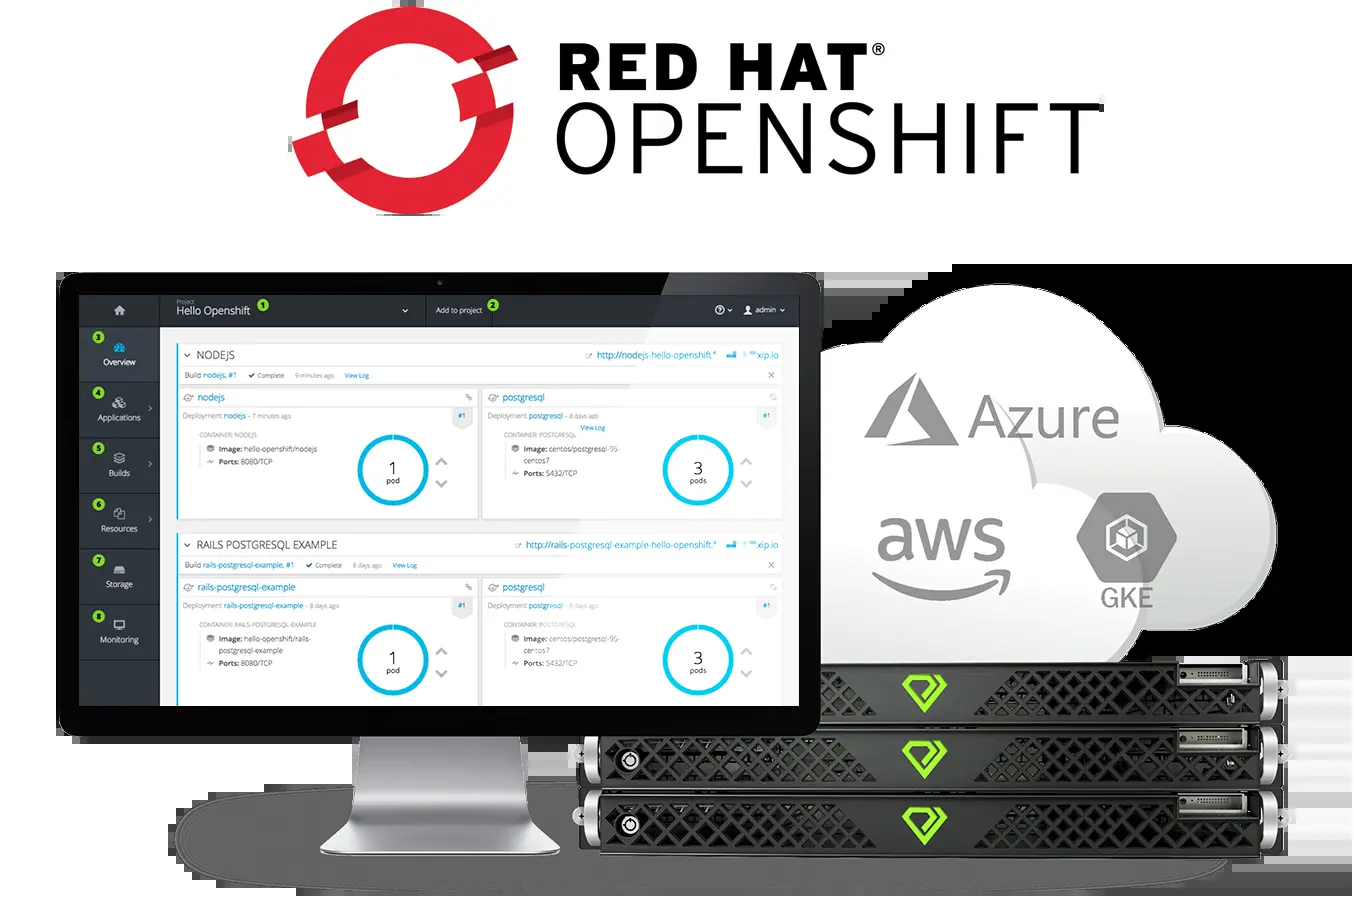 RED HAT®
OPENSHIFT
Project
Hello Openshift 1
Add to project 2
admin
3
Overview
4
Applications
5
Builds
6
Resources
7
Storage
8
Monitoring
NODEJS
http://nodejs-hello-openshift.
xip.io
Build nodejs, #1 Complete 9 minutes ago View Log
nodejs
Deployment nodejs - 7 minutes ago #1
CONTAINER: NODEJS
Image: hello-openshift/nodejs
Ports: 8080/TCP
1
pod
postgresql
Deployment postgresql - 8 days ago #1
View Log
CONTAINER: POSTGRESQL
Image: centos/postgresql-95-
centos7
Ports: 5432/TCP
3
pods
RAILS POSTGRESQL EXAMPLE
http://rails-postgresql-example-hello-openshift.
xip.io
Build rails-postgresql-example, #1 Complete 8 days ago View Log
rails-postgresql-example
Deployment rails-postgresql-example - 8 days ago #1
CONTAINER: RAILS-POSTGRESQL-EXAMPLE
Image: hello-openshift/rails-
postgresql-example
Ports: 8080/TCP
1
pod
postgresql
Deployment postgresql - 8 days ago #1
CONTAINER: POSTGRESQL
Image: centos/postgresql-95-
centos7
Ports: 5432/TCP
3
pods
Azure
aws
GKE